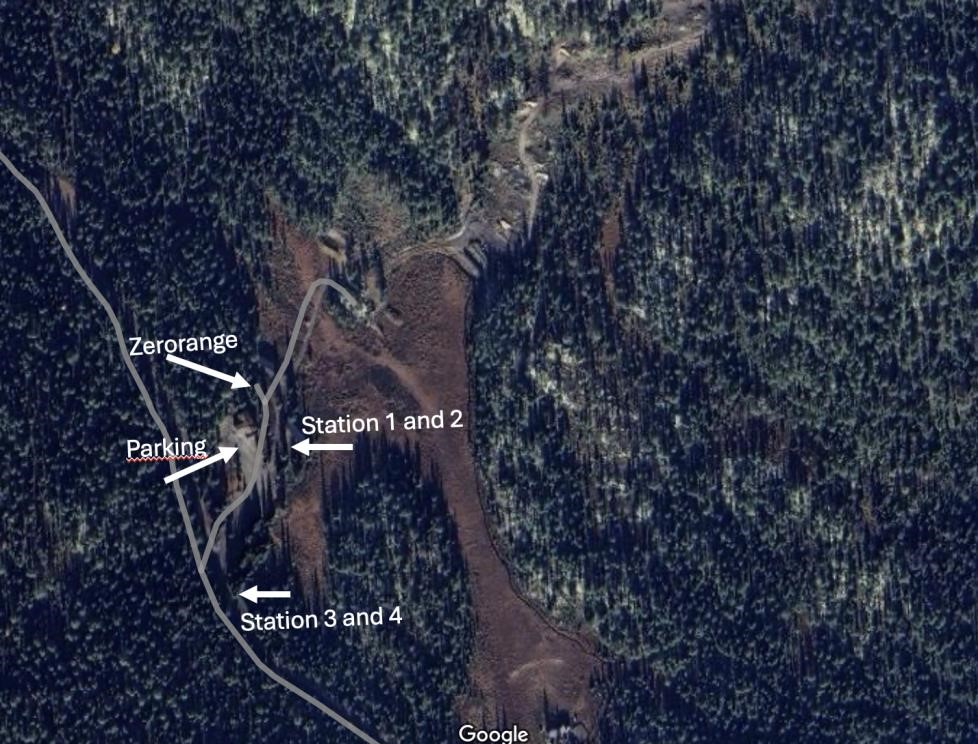 Zerorange
Station 1 and 2
Parking
Station 3 and 4
Google